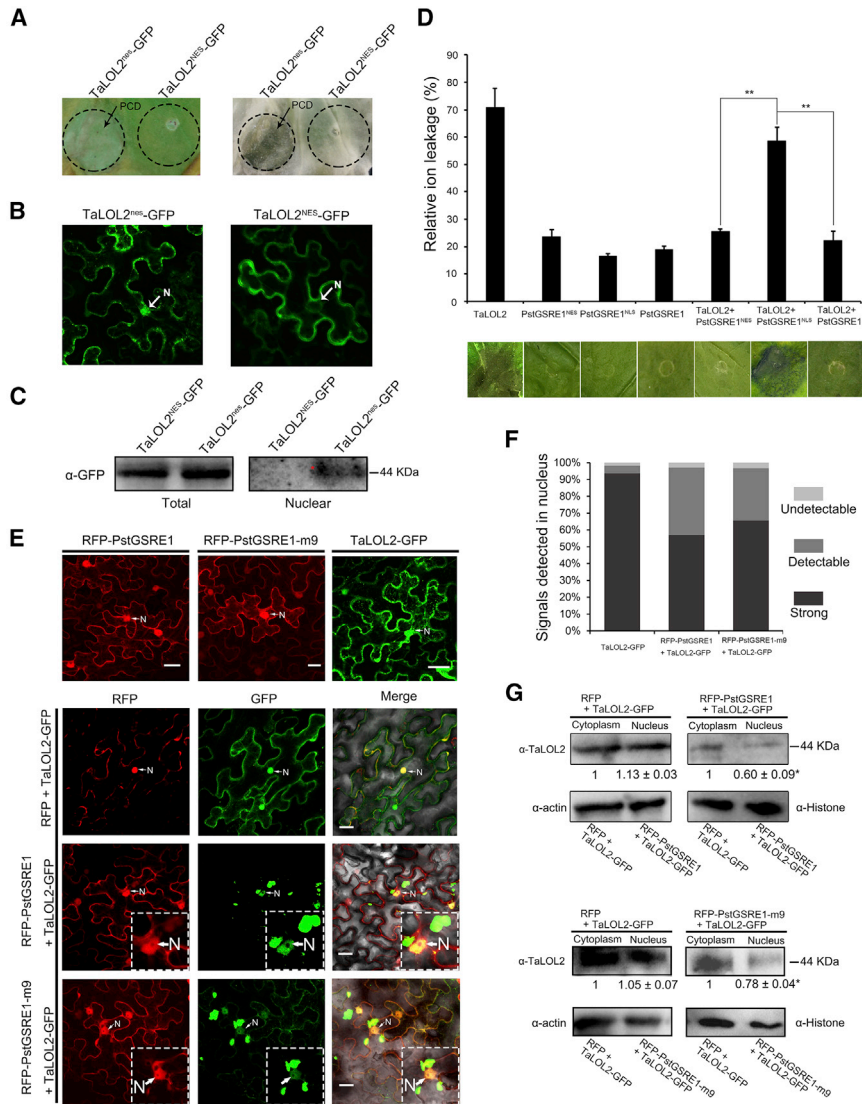 A
TaLOL2nes-GFP
TaLOL2NES-GFP
TaLOL2nes-GFP
TaLOL2NES-GFP
PCD
PCD
B
TaLOL2nes-GFP
TaLOL2NES-GFP
N
N
C
TaLOL2NES-GFP
TaLOL2nes-GFP
TaLOL2NES-GFP
TaLOL2nes-GFP
α-GFP
44 KDa
Total
Nuclear
D
Relative ion leakage (%)
90
80
70
60
50
40
30
20
10
0
**
**
TaLOL2
PstGSRE1NES
PstGSRE1NLS
PstGSRE1
TaLOL2+
PstGSRE1NES
TaLOL2+
PstGSRE1NLS
TaLOL2+
PstGSRE1
E
RFP-PstGSRE1
RFP-PstGSRE1-m9
TaLOL2-GFP
N
N
N
RFP
GFP
Merge
RFP + TaLOL2-GFP
N
N
N
RFP-PstGSRE1
+ TaLOL2-GFP
N
N
N
N
N
N
RFP-PstGSRE1-m9
+ TaLOL2-GFP
N
N
N
N
N
N
F
Signals detected in nucleus
100%
90%
80%
70%
60%
50%
40%
30%
20%
10%
0%
TaLOL2-GFP
RFP-PstGSRE1
+ TaLOL2-GFP
RFP-PstGSRE1-m9
+ TaLOL2-GFP
Undetectable
Detectable
Strong
G
RFP
+ TaLOL2-GFP
RFP-PstGSRE1
+ TaLOL2-GFP
Cytoplasm Nucleus
Cytoplasm Nucleus
α-TaLOL2
44 KDa
1 1.13 ± 0.03
1 0.60 ± 0.09*
α-actin
α-Histone
RFP +
TaLOL2-GFP
RFP-PstGSRE1
+ TaLOL2-GFP
RFP +
TaLOL2-GFP
RFP-PstGSRE1
+ TaLOL2-GFP
RFP
+ TaLOL2-GFP
RFP-PstGSRE1-m9
+ TaLOL2-GFP
Cytoplasm Nucleus
Cytoplasm Nucleus
α-TaLOL2
44 KDa
1 1.05 ± 0.07
1 0.78 ± 0.04*
α-actin
α-Histone
RFP +
TaLOL2-GFP
RFP-PstGSRE1-m9
+ TaLOL2-GFP
RFP +
TaLOL2-GFP
RFP-PstGSRE1-m9
+ TaLOL2-GFP